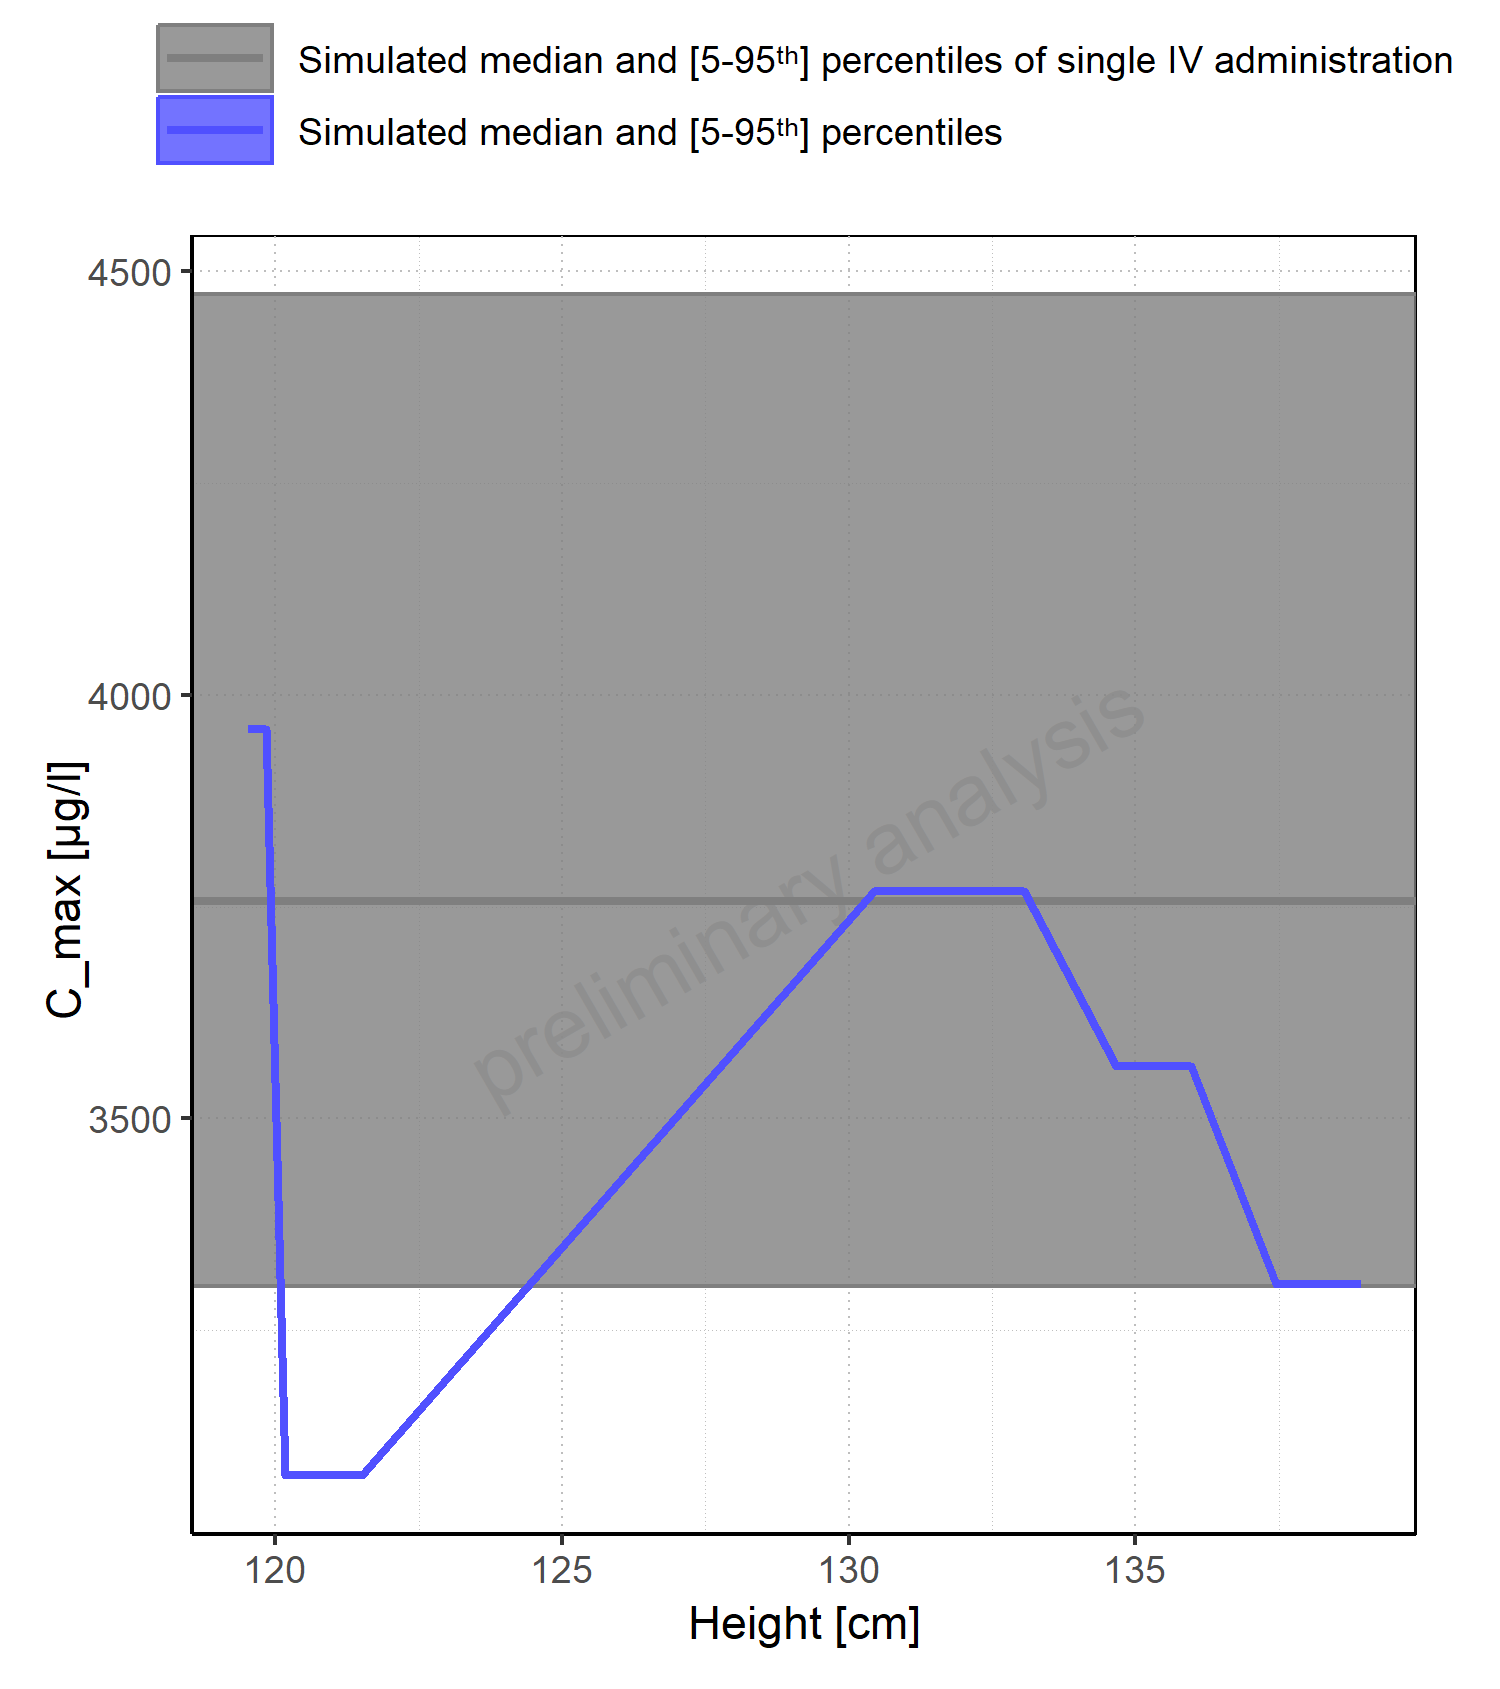 Simulated median and [5-95th] percentiles of single IV administration
Simulated median and [5-95th] percentiles
4500
4000
3500
C_max [µg/l]
preliminary analysis
120 125 130 135
Height [cm]